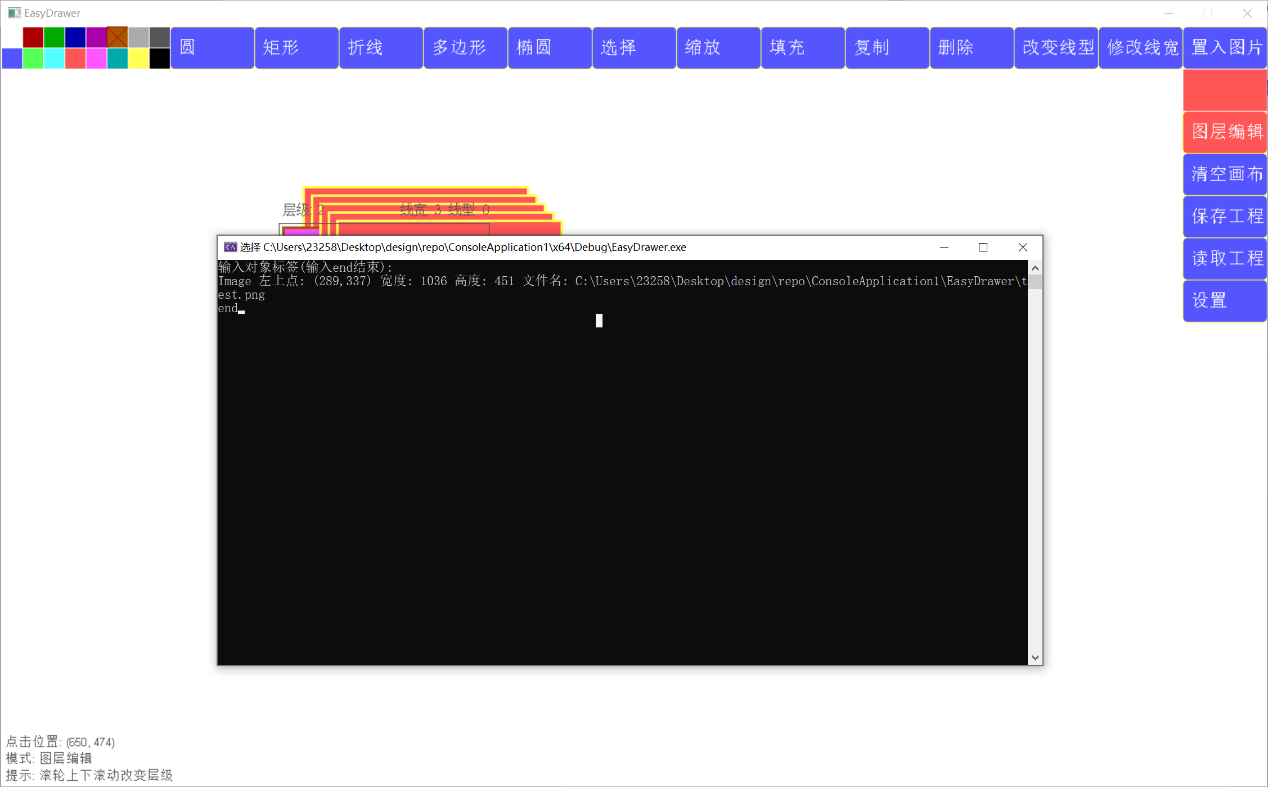 EasyDrawer
圆 矩形 折线 多边形 椭圆 选择 缩放 填充 复制 删除 改变线型 修改线宽 置入图片
图层编辑
清空画布
保存工程
读取工程
设置
层级 2 线宽 3 线型 0
选择 C:\Users\23258\Desktop\design\repo\ConsoleApplication1\x64\Debug\EasyDrawer.exe
输入对象标签(输入end结束):
Image 左上点: (289,337) 宽度: 1036 高度: 451 文件名: C:\Users\23258\Desktop\design\repo\ConsoleApplication1\EasyDrawer\t
est.png
end
点击位置: (650, 474)
模式: 图层编辑
提示: 滚轮上下滚动改变层级